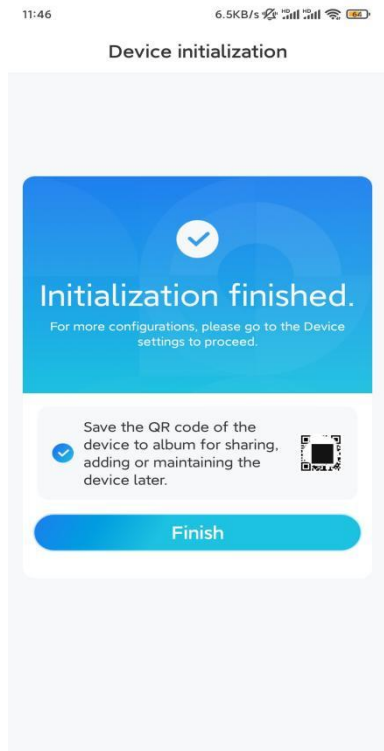 11:46 6.5KB/s HD HD 64
Device initialization
Initialization finished.
For more configurations, please go to the Device
settings to proceed.
Save the QR code of the
device to album for sharing,
adding or maintaining the
device later.
Finish